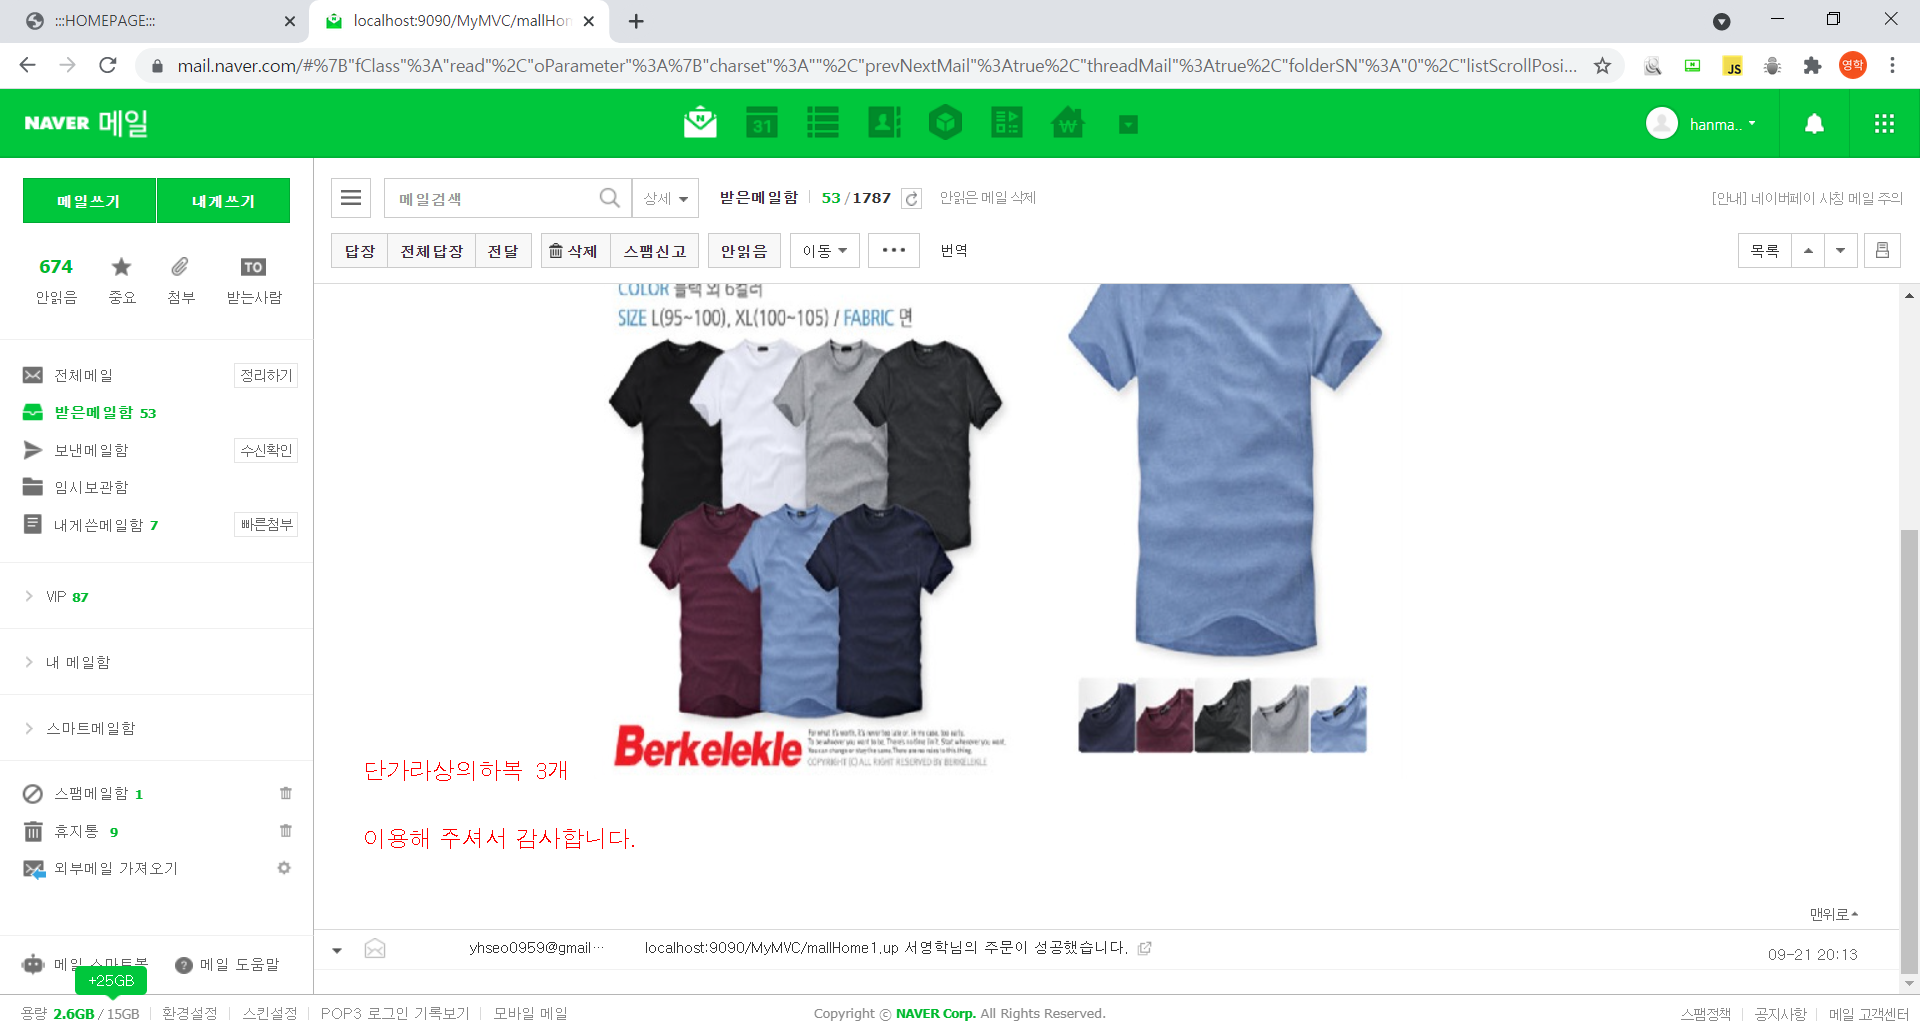 :::HOMEPAGE:::
localhost:9090/MyMVC/mallHon
mail.naver.com/#%7B"fClass"%3A"read"%2C"oParameter"%3A%7B"charset"%3A""%2C"prevNextMail"%3Atrue%2C"threadMail"%3Atrue%2C"folderSN"%3A"0"%2C"listScrollPosi...
JS
영학
NAVER 메일
N
31
W
hanma..
메일쓰기
내게쓰기
메일검색
상세
받은메일함
53 / 1787
안읽은 메일 삭제
[안내] 네이버페이 사칭 메일 주의
답장
전체답장
전달
삭제
스팸신고
안읽음
이동
번역
목록
674
TO
안읽음
중요
첨부
받는사람
전체메일
정리하기
받은메일함 53
보낸메일함
수신확인
임시보관함
내게쓴메일함 7
빠른첨부
VIP 87
내 메일함
스마트메일함
스팸메일함 1
휴지통 9
외부메일 가져오기
메일 스마트봇
메일 도움말
+25GB
COLOR 블랙 외 6컬러
SIZE L(95~100), XL(100~105) / FABRIC 면
Berkelekle
COPYRIGHT (C) ALL RIGHT RESERVED BY BERKELEKLE
단가라상의하복 3개
이용해 주셔서 감사합니다.
맨위로
yhseo0959@gmail...
localhost:9090/MyMVC/mallHome1.up 서영학님의 주문이 성공했습니다.
09-21 20:13
용량 2.6GB / 15GB
환경설정
스킨설정
POP3 로그인 기록보기
모바일 메일
Copyright © NAVER Corp. All Rights Reserved.
스팸정책
공지사항
메일 고객센터